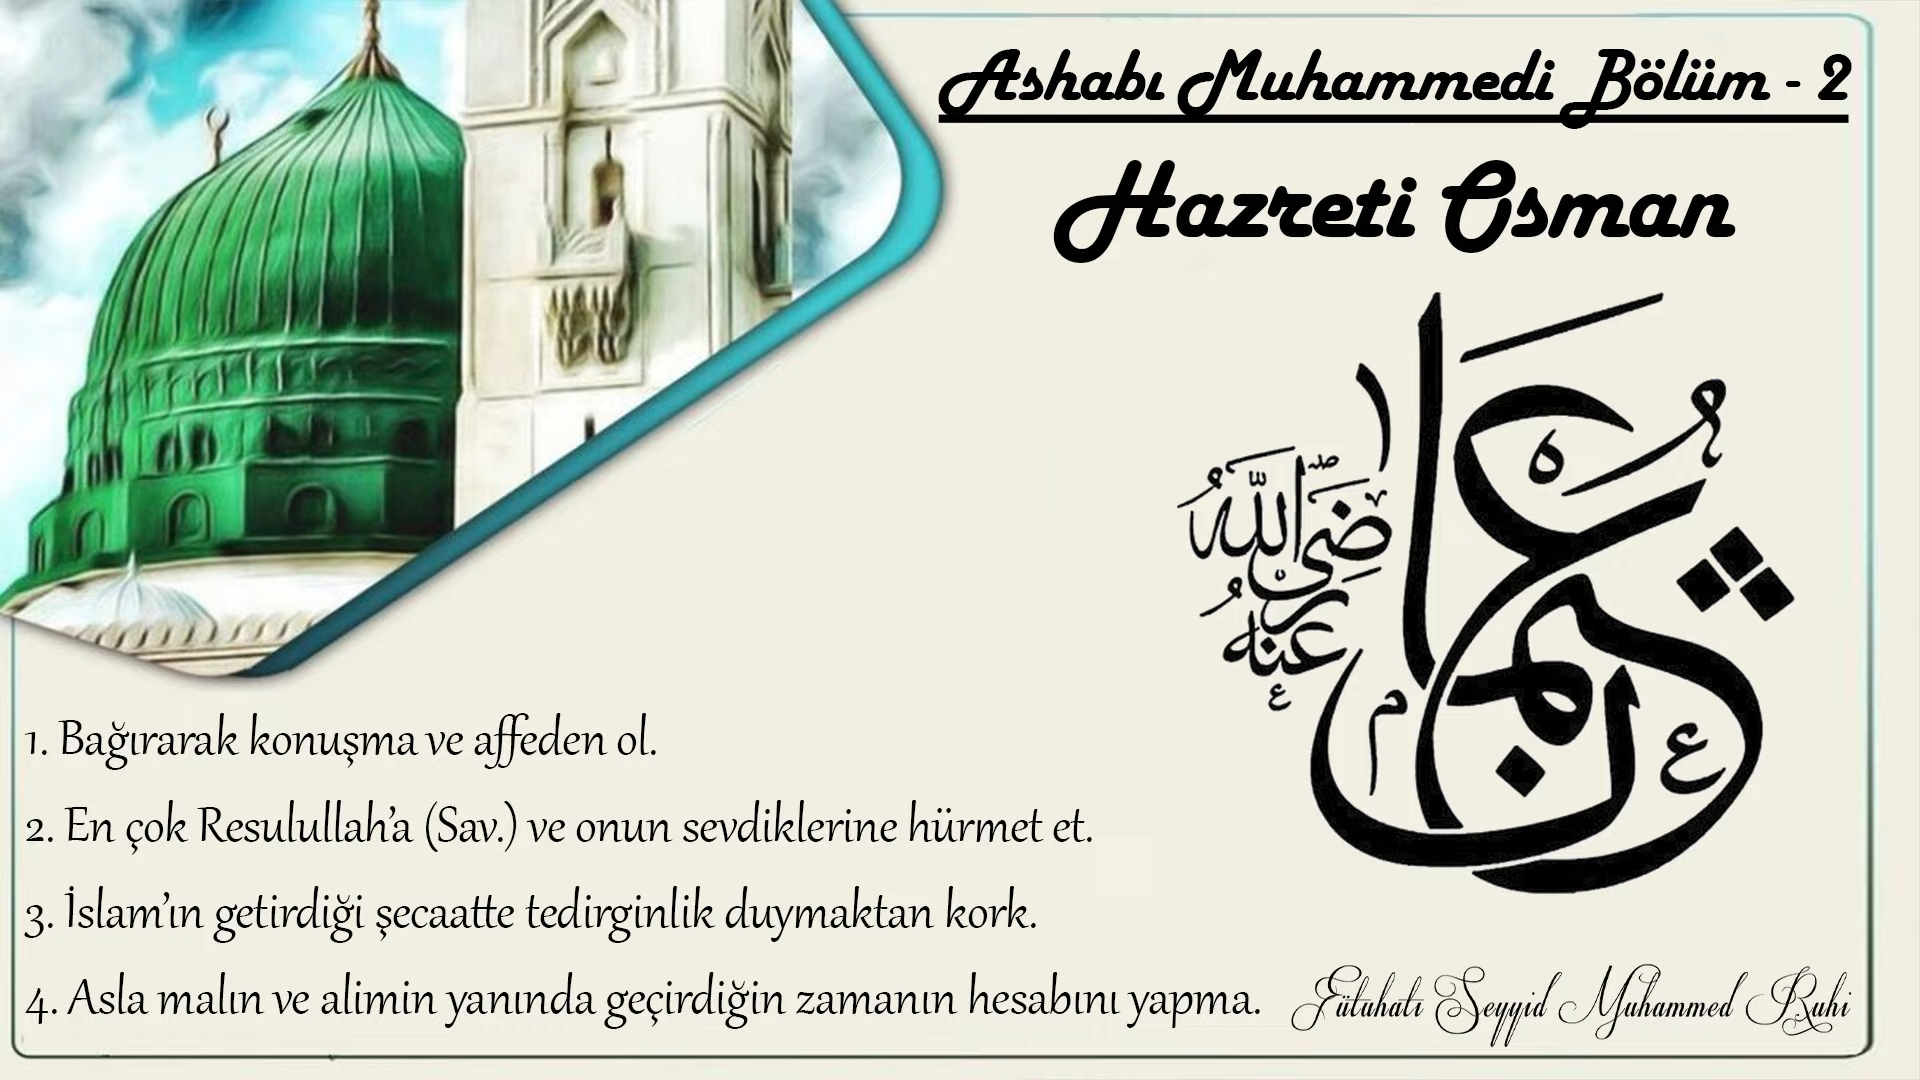 Ashabı Muhammedi Bölüm - 2
Hazreti Osman
عثمان
رضی الله عنه
1. Bağırarak konuşma ve affeden ol.
2. En çok Resulullah’a (Sav.) ve onun sevdiklerine hürmet et.
3. İslam’ın getirdiği şecaatte tedirginlik duymaktan kork.
4. Asla malın ve alimin yanında geçirdiğin zamanın hesabını yapma.
Fütuhatı Seyyid Muhammed Ruhi